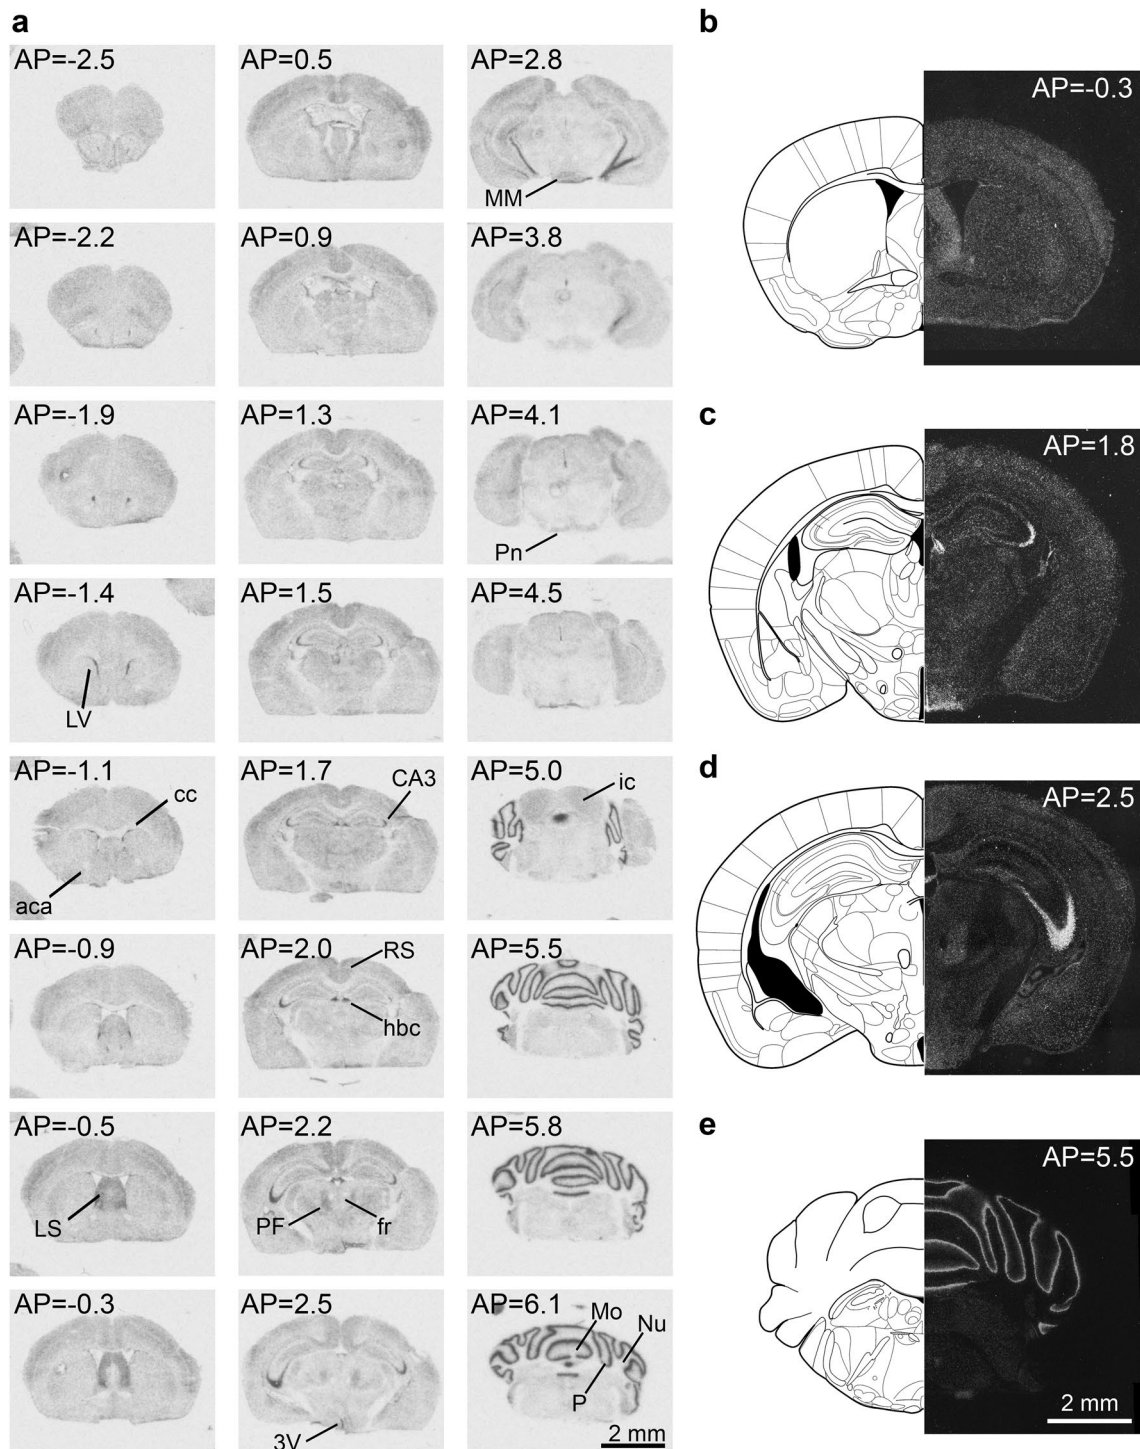 a
AP=-2.5
AP=0.5
AP=2.8
MM
AP=-2.2
AP=0.9
AP=3.8
AP=-1.9
AP=1.3
AP=4.1
Pn
AP=-1.4
LV
AP=1.5
AP=4.5
AP=-1.1
cc
aca
AP=1.7
CA3
AP=5.0
ic
AP=-0.9
AP=2.0
RS
hbc
AP=5.5
AP=-0.5
LS
AP=2.2
PF
fr
AP=5.8
AP=-0.3
AP=2.5
3V
AP=6.1
Mo
Nu
P
2 mm
b
AP=-0.3
c
AP=1.8
d
AP=2.5
e
AP=5.5
2 mm